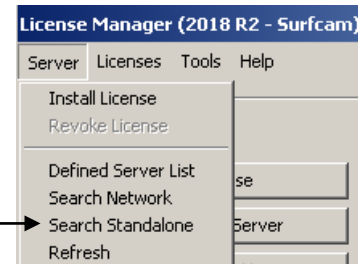 License Manager (2018 R2 - Surfcam)
Server Licenses Tools Help
Install License
Revoke License
Defined Server List
se
Search Network
Search Standalone
Server
Refresh